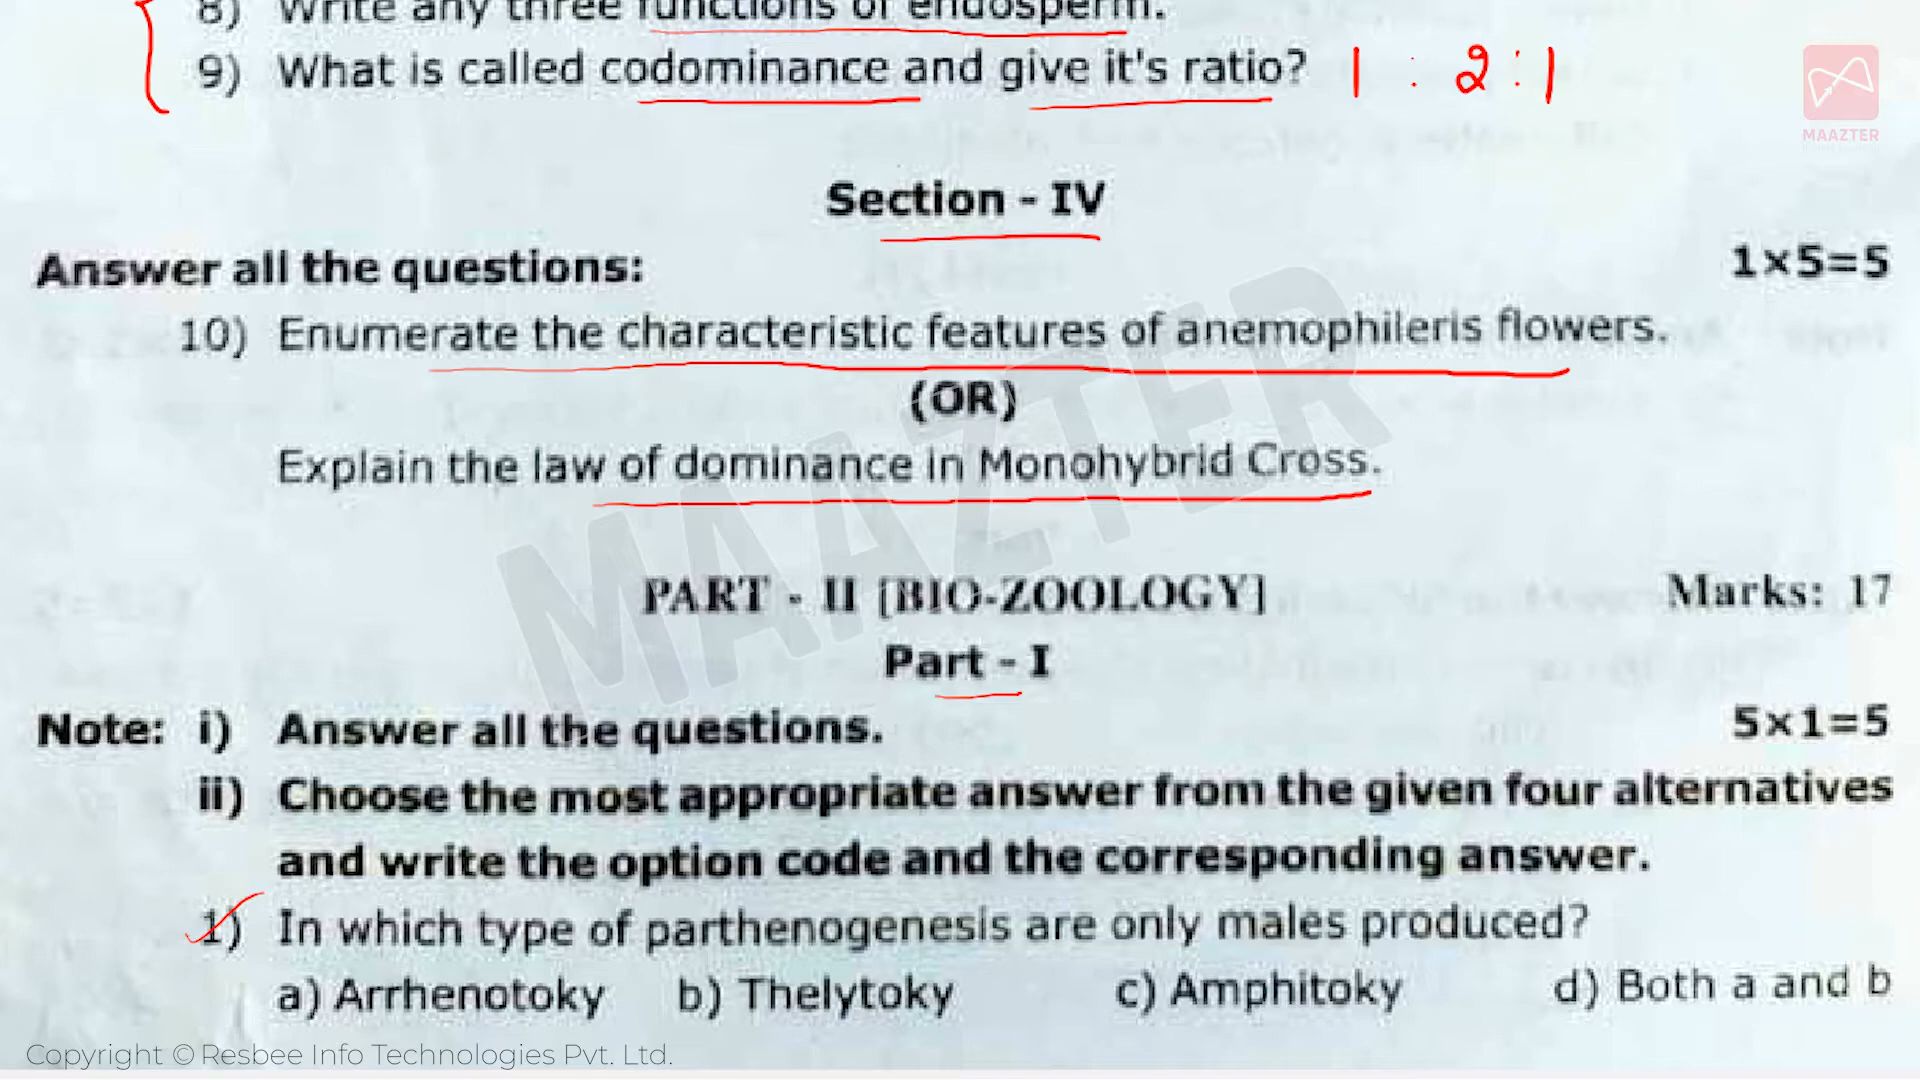 8) Write any three functions of endosperm.
9) What is called codominance and give it's ratio? 1 : 2 : 1
MAAZTER
Section - IV
Answer all the questions: 1×5=5
10) Enumerate the characteristic features of anemophileris flowers.
(OR)
Explain the law of dominance in Monohybrid Cross.
MAAZTER
PART - II [BIO-ZOOLOGY] Marks: 17
Part - I
Note: i) Answer all the questions. 5×1=5
ii) Choose the most appropriate answer from the given four alternatives
and write the option code and the corresponding answer.
1) In which type of parthenogenesis are only males produced?
a) Arrhenotoky b) Thelytoky c) Amphitoky d) Both a and b
Copyright © Resbee Info Technologies Pvt. Ltd.